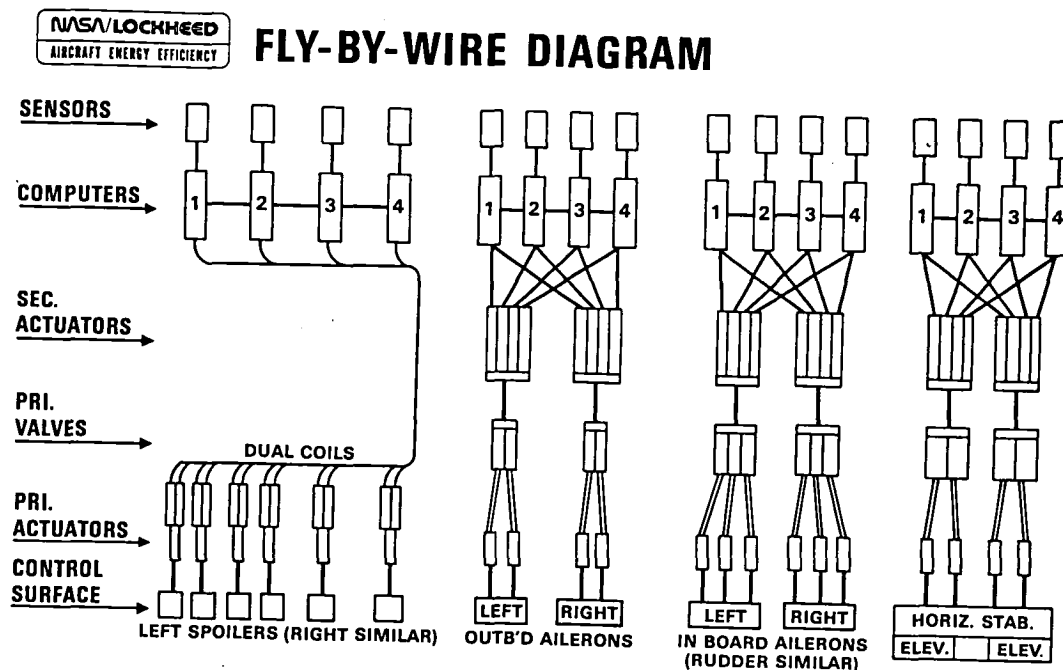 NASA/LOCKHEED
AIRCRAFT ENERGY EFFICIENCY
FLY-BY-WIRE DIAGRAM
SENSORS
COMPUTERS
1 2 3 4
1 2 3 4
1 2 3 4
1 2 3 4
SEC.
ACTUATORS
PRI.
VALVES
DUAL COILS
PRI.
ACTUATORS
CONTROL
SURFACE
LEFT SPOILERS (RIGHT SIMILAR)
LEFT RIGHT
OUTB'D AILERONS
LEFT RIGHT
IN BOARD AILERONS
(RUDDER SIMILAR)
HORIZ. STAB.
ELEV. ELEV.